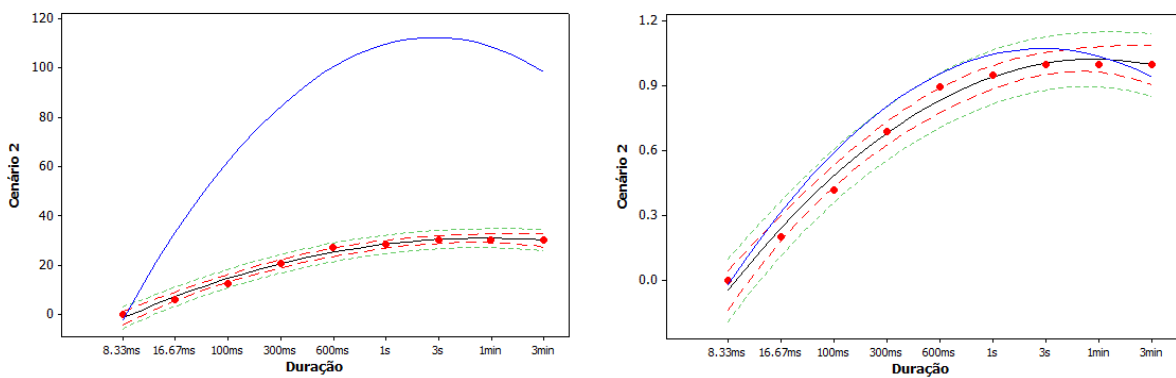 120
100
80
60
40
20
0
Cenário 2
8.33ms 16.67ms 100ms 300ms 600ms 1s 3s 1min 3min
Duração
1.2
0.9
0.6
0.3
0.0
Cenário 2
8.33ms 16.67ms 100ms 300ms 600ms 1s 3s 1min 3min
Duração